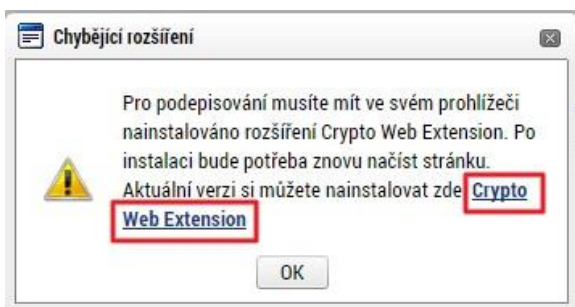 Chybějící rozšíření
Pro podepisování musíte mít ve svém prohlížeči
nainstalováno rozšíření Crypto Web Extension. Po
instalaci bude potřeba znovu načíst stránku.
Aktuální verzi si můžete nainstalovat zde Crypto
Web Extension
OK